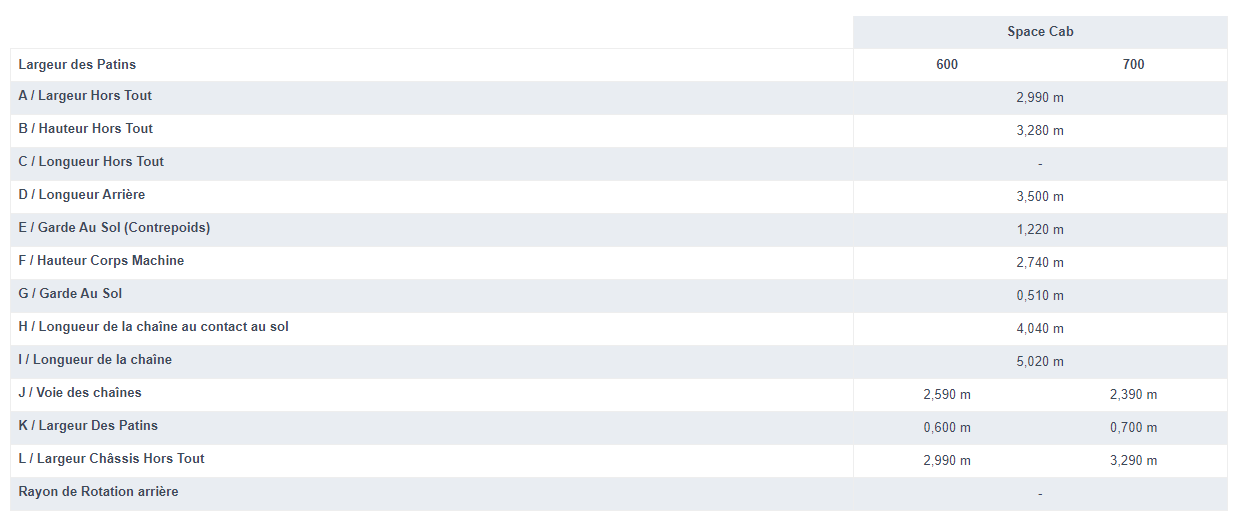 Space Cab
Largeur des Patins 600 700
A / Largeur Hors Tout 2,990 m
B / Hauteur Hors Tout 3,280 m
C / Longueur Hors Tout -
D / Longueur Arrière 3,500 m
E / Garde Au Sol (Contrepoids) 1,220 m
F / Hauteur Corps Machine 2,740 m
G / Garde Au Sol 0,510 m
H / Longueur de la chaîne au contact au sol 4,040 m
I / Longueur de la chaîne 5,020 m
J / Voie des chaînes 2,590 m 2,390 m
K / Largeur Des Patins 0,600 m 0,700 m
L / Largeur Châssis Hors Tout 2,990 m 3,290 m
Rayon de Rotation arrière -